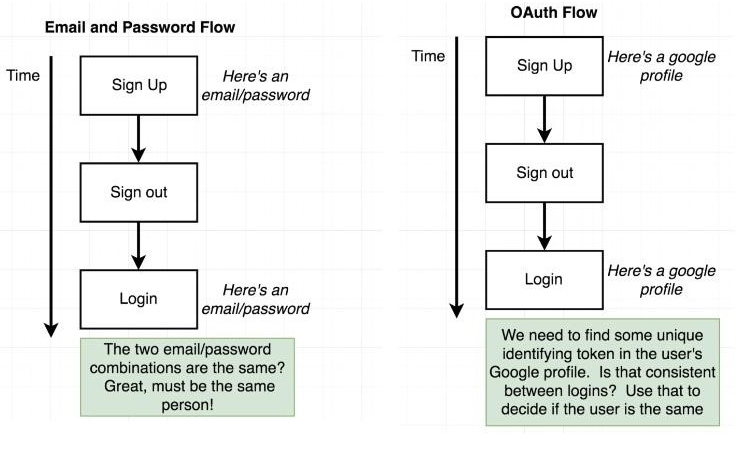 Email and Password Flow
Time
Sign Up
Here's an
email/password
Sign out
Login
Here's an
email/password
The two email/password
combinations are the same?
Great, must be the same
person!
OAuth Flow
Time
Sign Up
Here's a google
profile
Sign out
Login
Here's a google
profile
We need to find some unique
identifying token in the user's
Google profile.  Is that consistent
between logins?  Use that to
decide if the user is the same